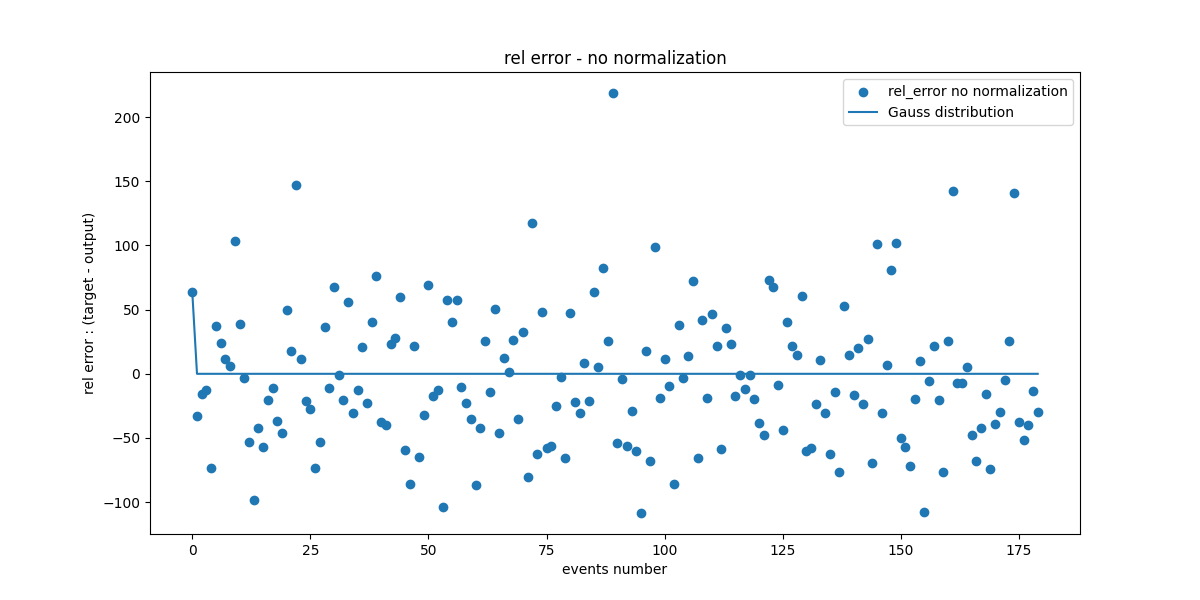 rel error - no normalization
rel_error no normalization
Gauss distribution
rel error : (target - output)
200
150
100
50
0
−50
−100
0 25 50 75 100 125 150 175
events number